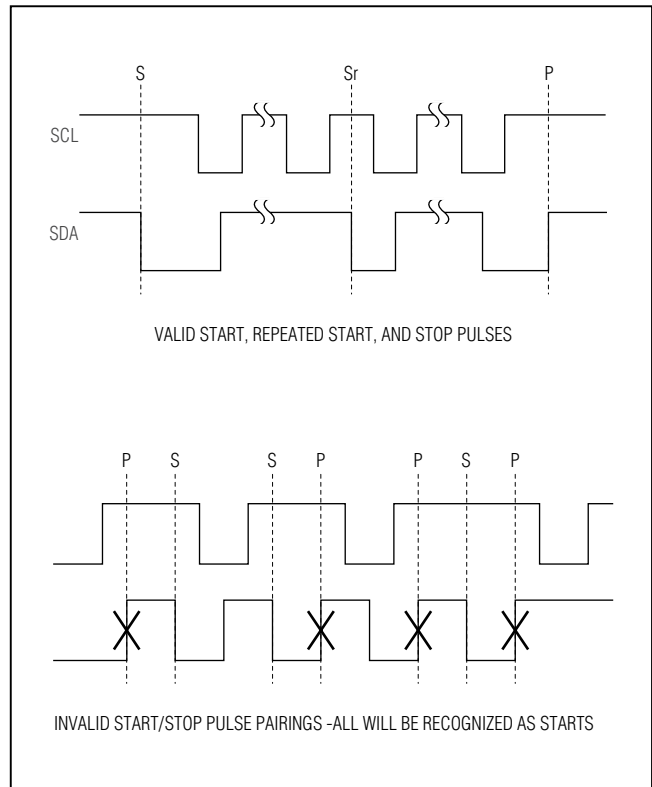 S Sr P
SCL
SDA
VALID START, REPEATED START, AND STOP PULSES
P S S P P S P
INVALID START/STOP PULSE PAIRINGS -ALL WILL BE RECOGNIZED AS STARTS